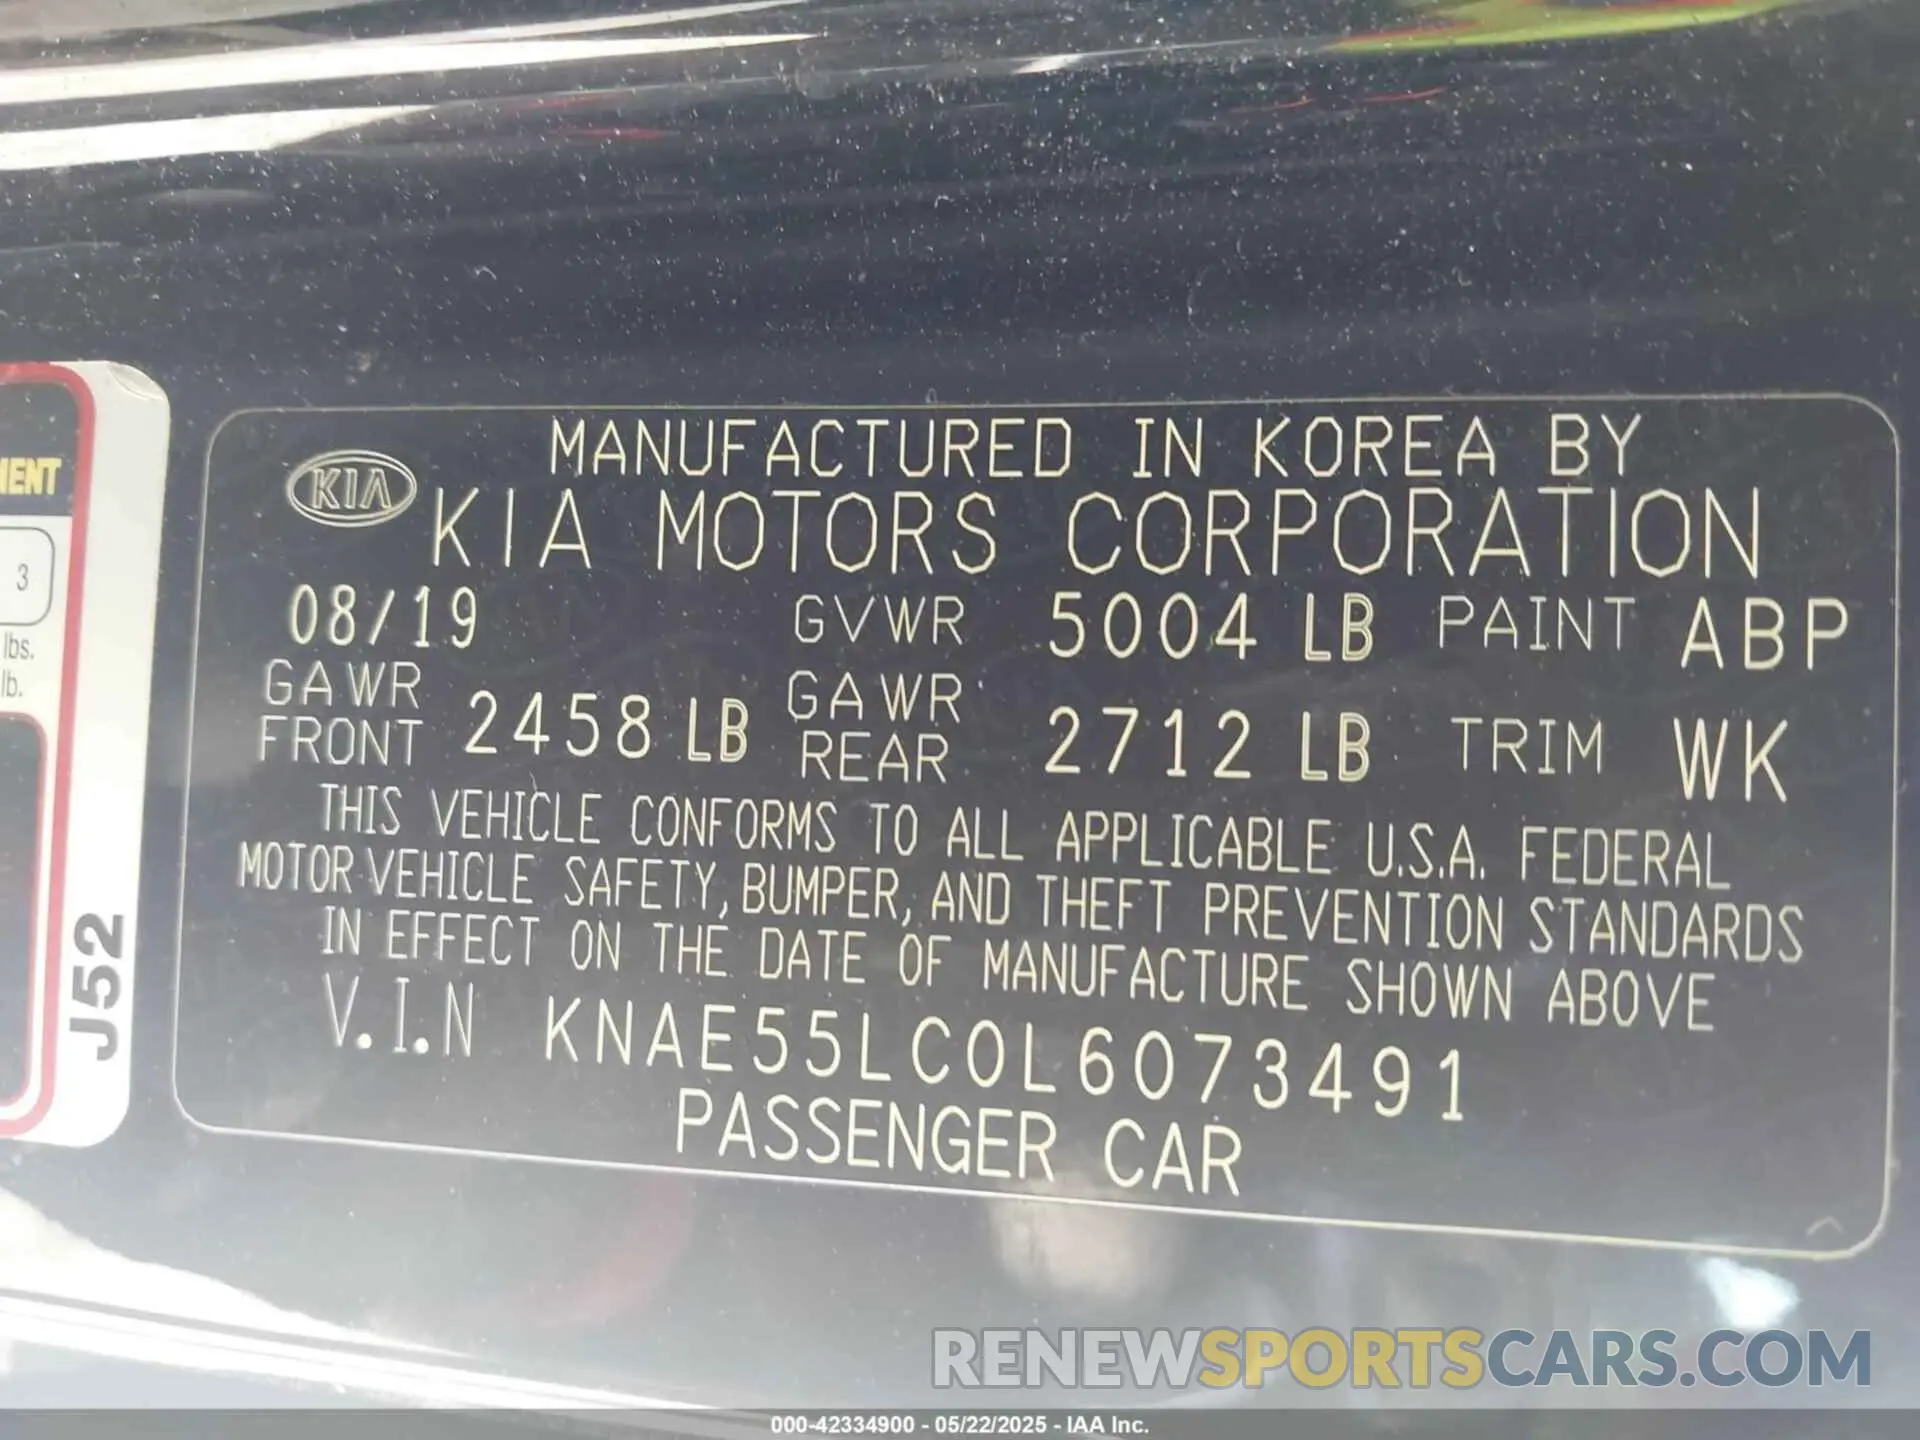 MANUFACTURED IN KOREA BY
KIA KIA MOTORS CORPORATION
08/19 GVWR 5004 LB PAINT ABP
GAWR FRONT 2458 LB GAWR REAR 2712 LB TRIM WK
THIS VEHICLE CONFORMS TO ALL APPLICABLE U.S.A. FEDERAL
MOTOR VEHICLE SAFETY, BUMPER, AND THEFT PREVENTION STANDARDS
IN EFFECT ON THE DATE OF MANUFACTURE SHOWN ABOVE
V.I.N KNAE55LC0L6073491
PASSENGER CAR
3
lbs.
lb.
J52
RENEWSPORTSCARS.COM
000-42334900 - 05/22/2025 - IAA Inc.